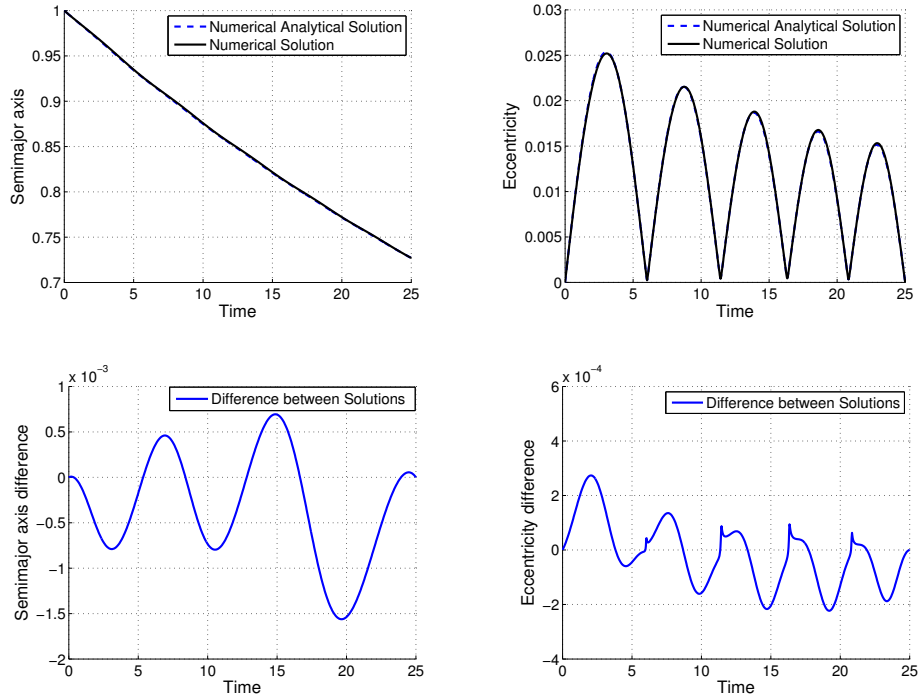 Numerical Analytical Solution
Numerical Solution
Semimajor axis
1
0.95
0.9
0.85
0.8
0.75
0.7
0 5 10 15 20 25
Time
Numerical Analytical Solution
Numerical Solution
Eccentricity
0.03
0.025
0.02
0.015
0.01
0.005
0
0 5 10 15 20 25
Time
x 10⁻³
Difference between Solutions
Semimajor axis difference
1
0.5
0
−0.5
−1
−1.5
−2
0 5 10 15 20 25
Time
x 10⁻⁴
Difference between Solutions
Eccentricity difference
6
4
2
0
−2
−4
0 5 10 15 20 25
Time